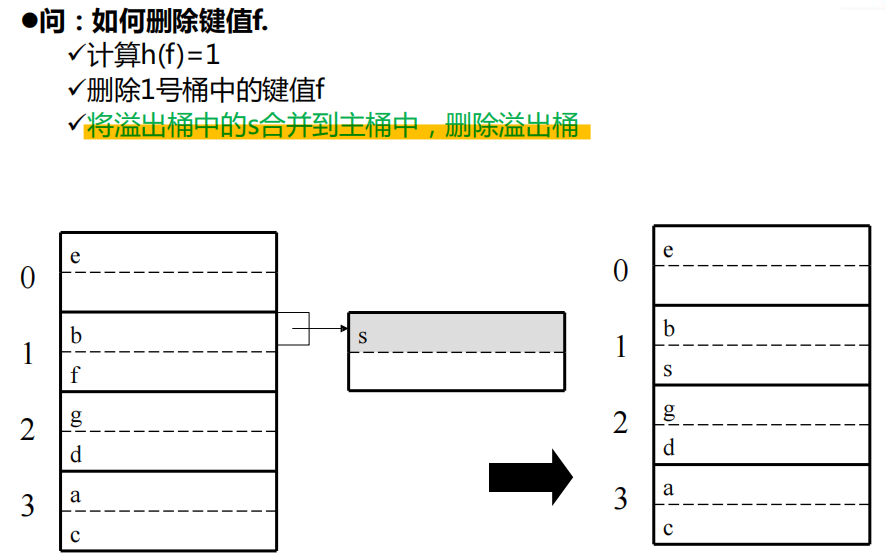 ●问：如何删除键值f.
✓计算h(f)=1
✓删除1号桶中的键值f
✓将溢出桶中的s合并到主桶中，删除溢出桶
0
e
1
b
f
s
2
g
d
3
a
c
0
e
1
b
s
2
g
d
3
a
c